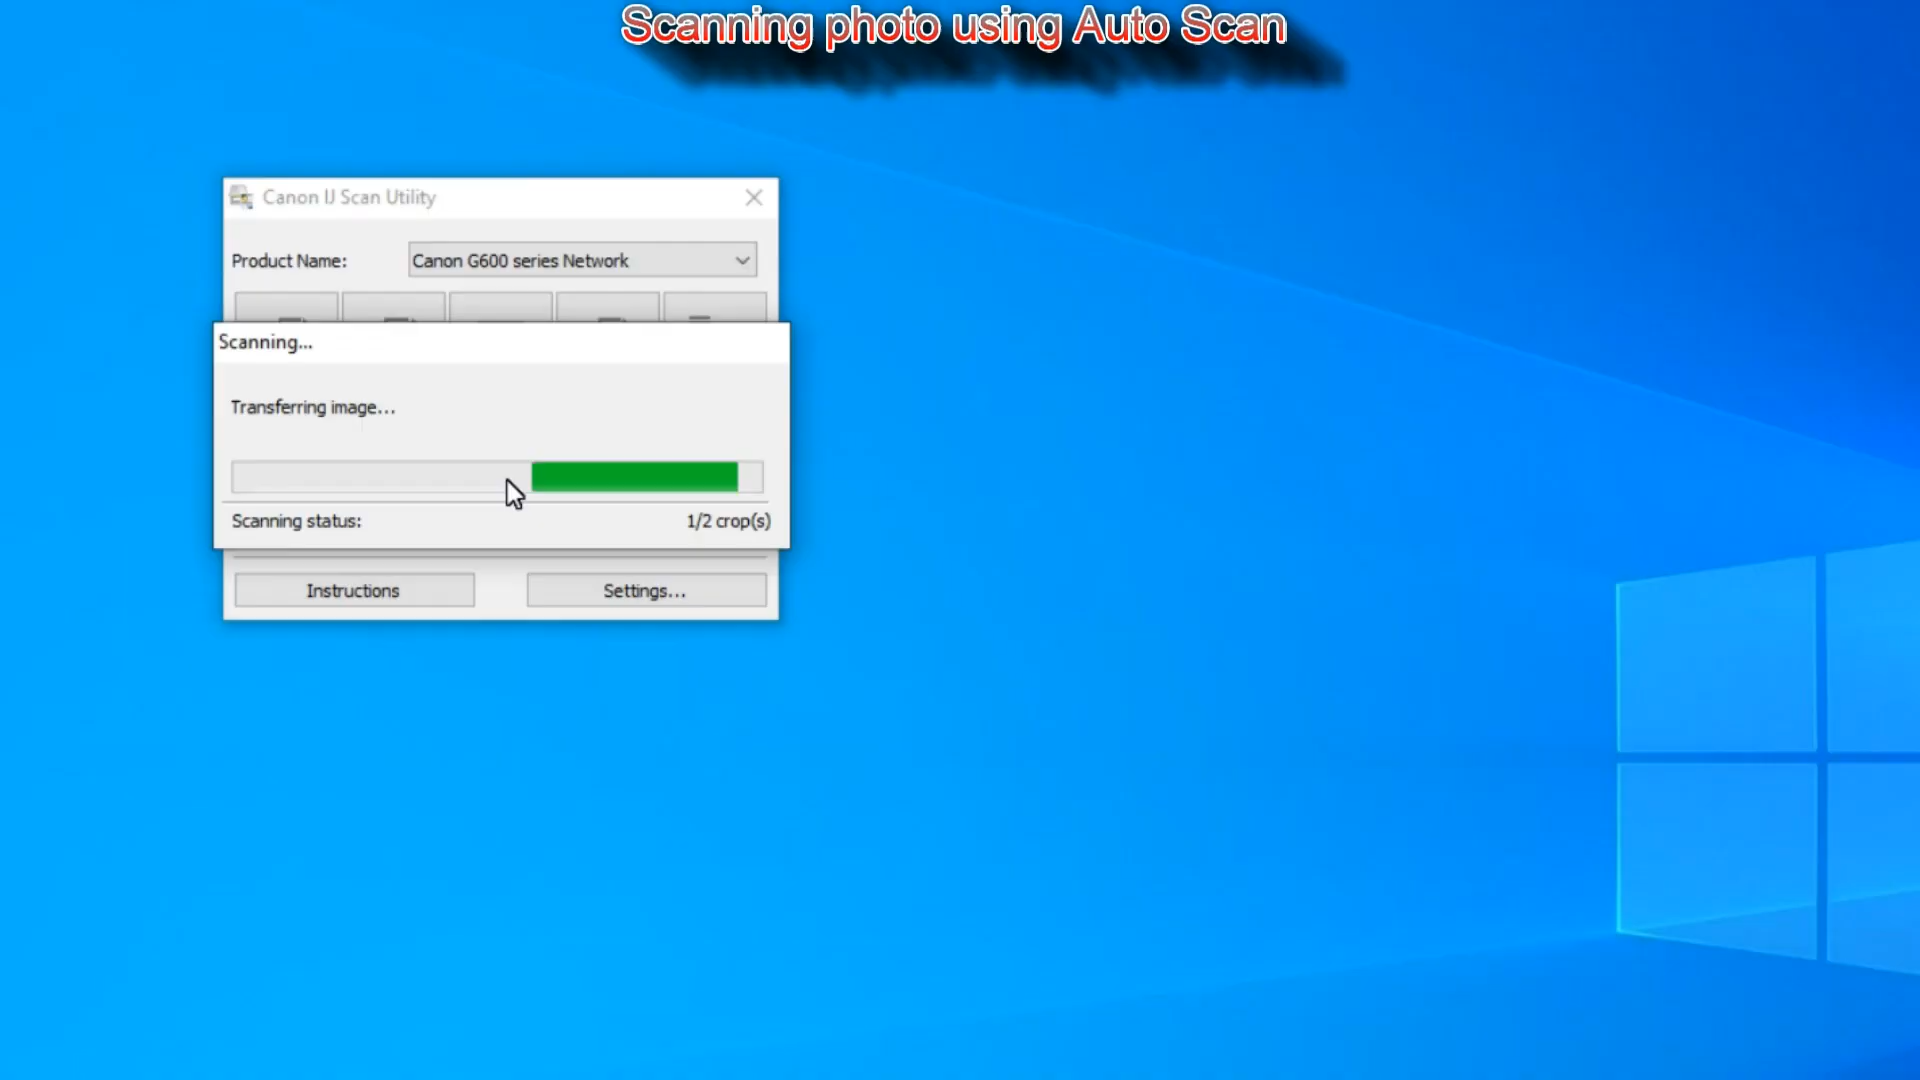 Scanning photo using Auto Scan
Canon IJ Scan Utility
Product Name:
Canon G600 series Network
Scanning...
Transferring image...
Scanning status:
1/2 crop(s)
Instructions
Settings...